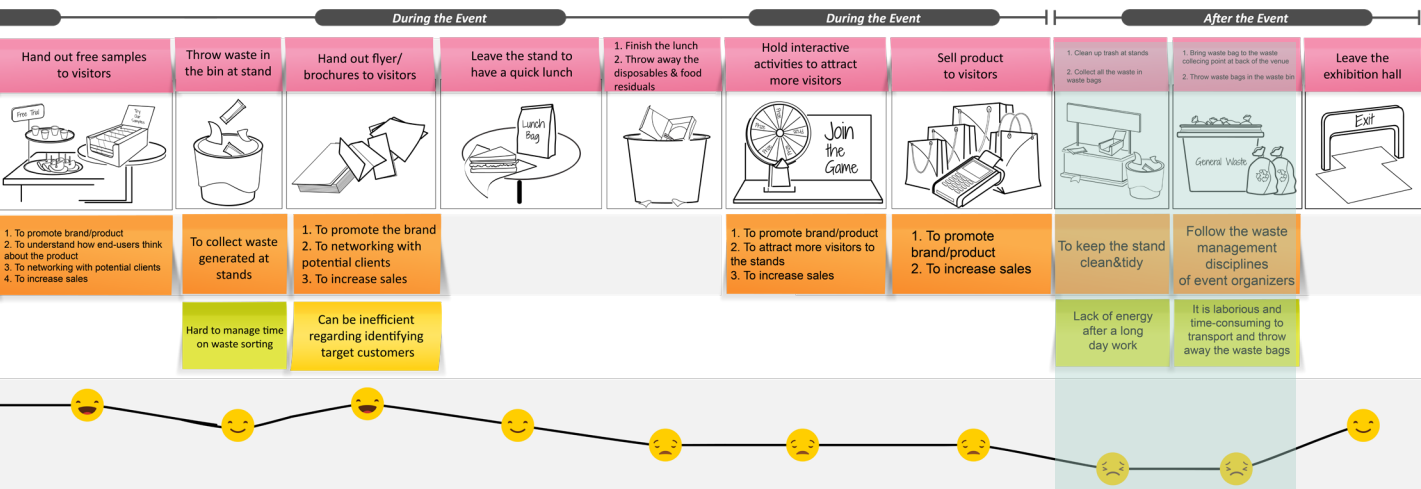 During the Event
During the Event
After the Event
Hand out free samples
to visitors
Throw waste in
the bin at stand
Hand out flyer/
brochures to visitors
Leave the stand to
have a quick lunch
1. Finish the lunch
2. Throw away the
disposables & food
residuals
Hold interactive
activities to attract
more visitors
Sell product
to visitors
1. Clean up trash at stands
2. Collect all the waste in
waste bags
1. Bring waste bag to the waste
collecing point at back of the venue
2. Throw waste bags in the waste bin
Leave the
exhibition hall
Free Trial
Try
Our
Samples
Lunch
Bag
Join
the
Game
General Waste
Exit
1. To promote brand/product
2. To understand how end-users think
about the product
3. To networking with potential clients
4. To increase sales
To collect waste
generated at
stands
1. To promote the brand
2. To networking with
potential clients
3. To increase sales
1. To promote brand/product
2. To attract more visitors to
the stands
3. To increase sales
1. To promote
brand/product
2. To increase sales
To keep the stand
clean&tidy
Follow the waste
management
disciplines
of event organizers
Hard to manage time
on waste sorting
Can be inefficient
regarding identifying
target customers
Lack of energy
after a long
day work
It is laborious and
time-consuming to
transport and throw
away the waste bags